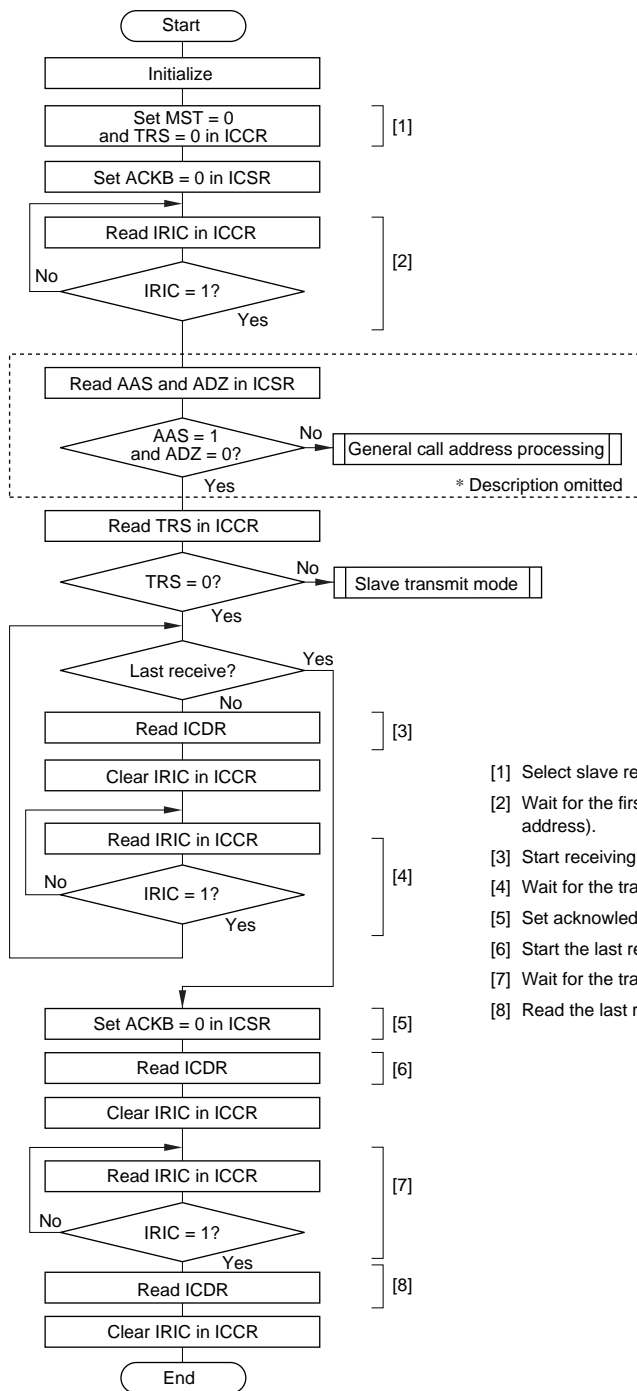 Start
Initialize
Set MST = 0
and TRS = 0 in ICCR
[1]
Set ACKB = 0 in ICSR
Read IRIC in ICCR
[2]
No
IRIC = 1?
Yes
Read AAS and ADZ in ICSR
AAS = 1
and ADZ = 0?
No
General call address processing
Yes
* Description omitted
Read TRS in ICCR
TRS = 0?
No
Slave transmit mode
Yes
Last receive?
Yes
No
Read ICDR
[3]
Clear IRIC in ICCR
Read IRIC in ICCR
[4]
No
IRIC = 1?
Yes
[1] Select slave re
[2] Wait for the firs
address).
[3] Start receiving
[4] Wait for the tra
[5] Set acknowled
[6] Start the last re
[7] Wait for the tra
[8] Read the last r
Set ACKB = 0 in ICSR
[5]
Read ICDR
[6]
Clear IRIC in ICCR
Read IRIC in ICCR
[7]
No
IRIC = 1?
Yes
Read ICDR
[8]
Clear IRIC in ICCR
End